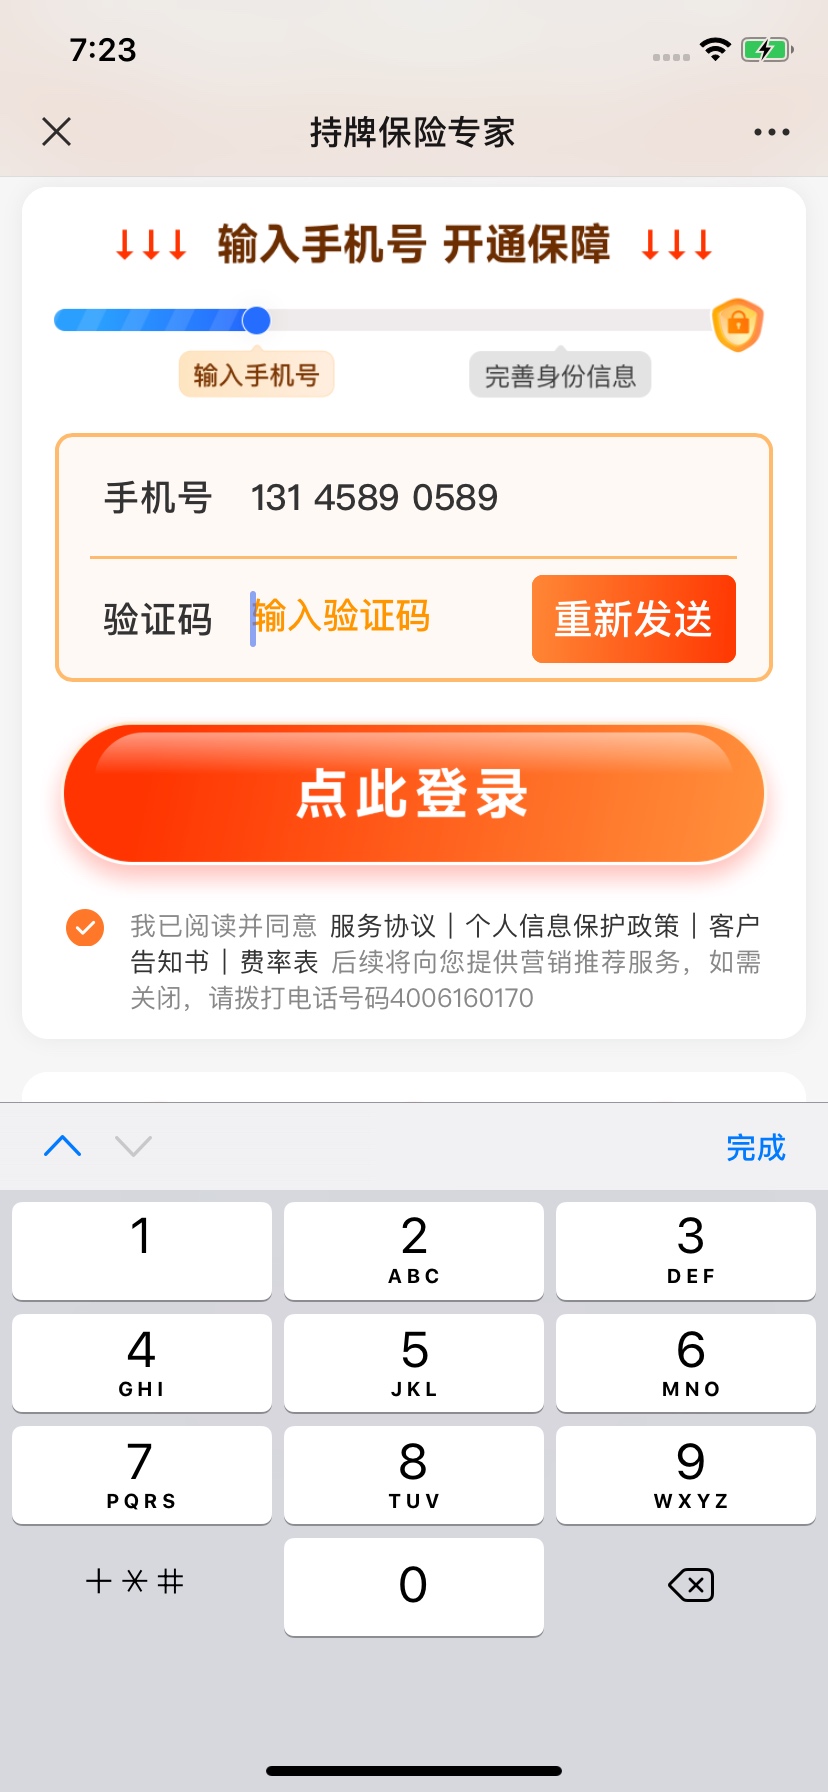 7:23
持牌保险专家
↓↓↓ 输入手机号 开通保障 ↓↓↓
输入手机号
完善身份信息
手机号 131 4589 0589
验证码 输入验证码 重新发送
点此登录
我已阅读并同意 服务协议 | 个人信息保护政策 | 客户
告知书 | 费率表 后续将向您提供营销推荐服务，如需
关闭，请拨打电话号码4006160170
完成
1 2 3
ABC DEF
4 5 6
GHI JKL MNO
7 8 9
PQRS TUV WXYZ
+*# 0